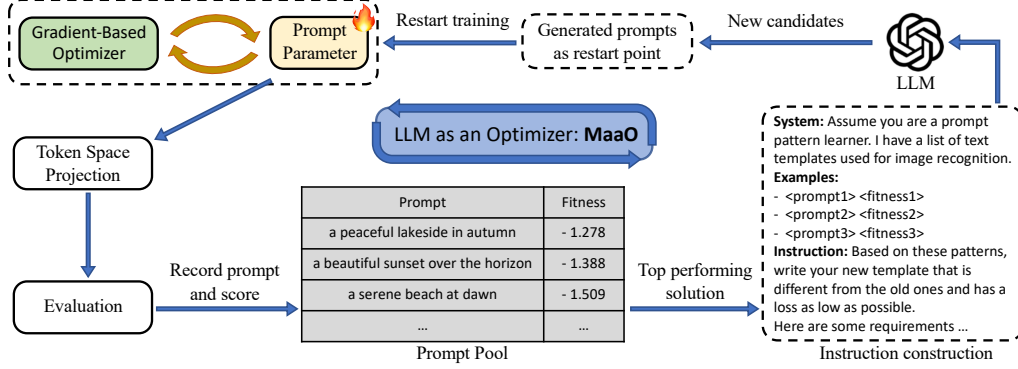 Gradient-Based
Optimizer
Prompt
Parameter
Restart training
Generated prompts
as restart point
New candidates
LLM
LLM as an Optimizer: MaaO
Token Space
Projection
Evaluation
Record prompt
and score
Prompt Fitness
a peaceful lakeside in autumn - 1.278
a beautiful sunset over the horizon - 1.388
a serene beach at dawn - 1.509
... ...
Prompt Pool
Top performing
solution
System: Assume you are a prompt
pattern learner. I have a list of text
templates used for image recognition.
Examples:
- <prompt1> <fitness1>
- <prompt2> <fitness2>
- <prompt3> <fitness3>
Instruction: Based on these patterns,
write your new template that is
different from the old ones and has a
loss as low as possible.
Here are some requirements ...
Instruction construction